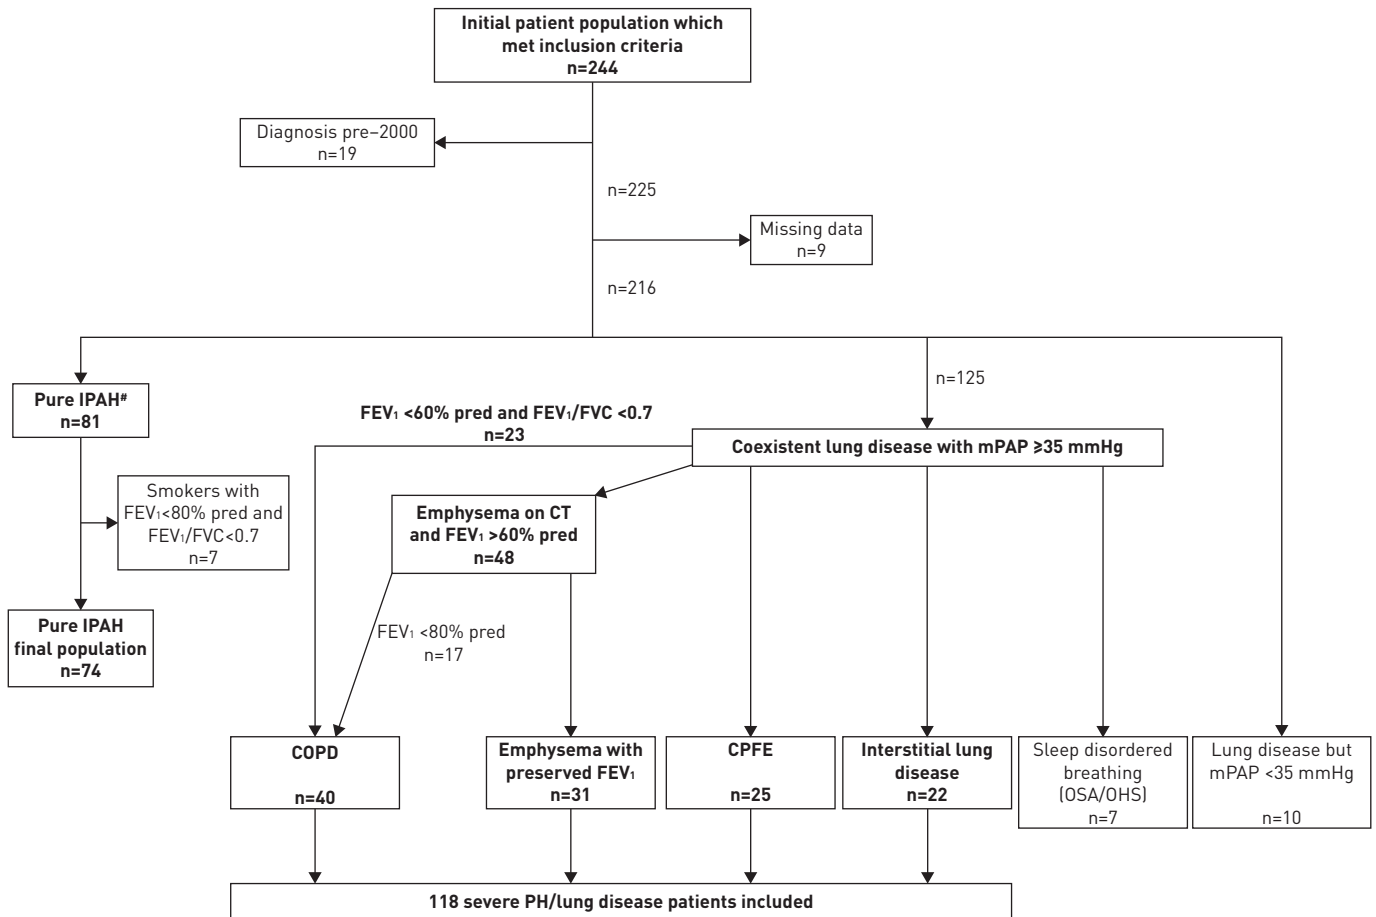 Initial patient population which
met inclusion criteria
n=244
Diagnosis pre–2000
n=19
n=225
Missing data
n=9
n=216
Pure IPAH#
n=81
n=125
FEV₁ <60% pred and FEV₁/FVC <0.7
n=23
Coexistent lung disease with mPAP ≥35 mmHg
Smokers with
FEV₁<80% pred and
FEV₁/FVC<0.7
n=7
Emphysema on CT
and FEV₁ >60% pred
n=48
Pure IPAH
final population
n=74
FEV₁ <80% pred
n=17
COPD
n=40
Emphysema with
preserved FEV₁
n=31
CPFE
n=25
Interstitial lung
disease
n=22
Sleep disordered
breathing
(OSA/OHS)
n=7
Lung disease but
mPAP <35 mmHg
n=10
118 severe PH/lung disease patients included